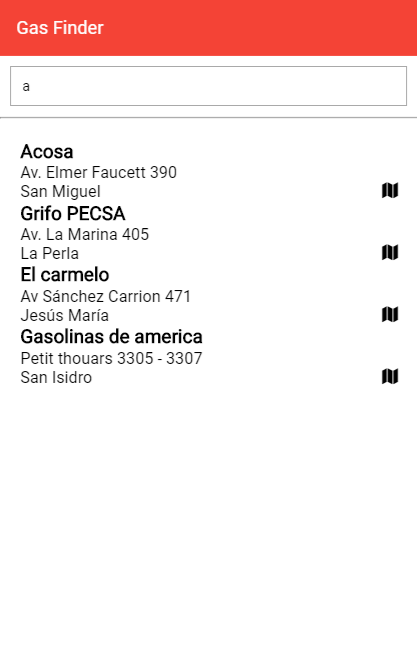 Gas Finder
a
Acosa
Av. Elmer Faucett 390
San Miguel
Grifo PECSA
Av. La Marina 405
La Perla
El carmelo
Av Sánchez Carrion 471
Jesús María
Gasolinas de america
Petit thouars 3305 - 3307
San Isidro